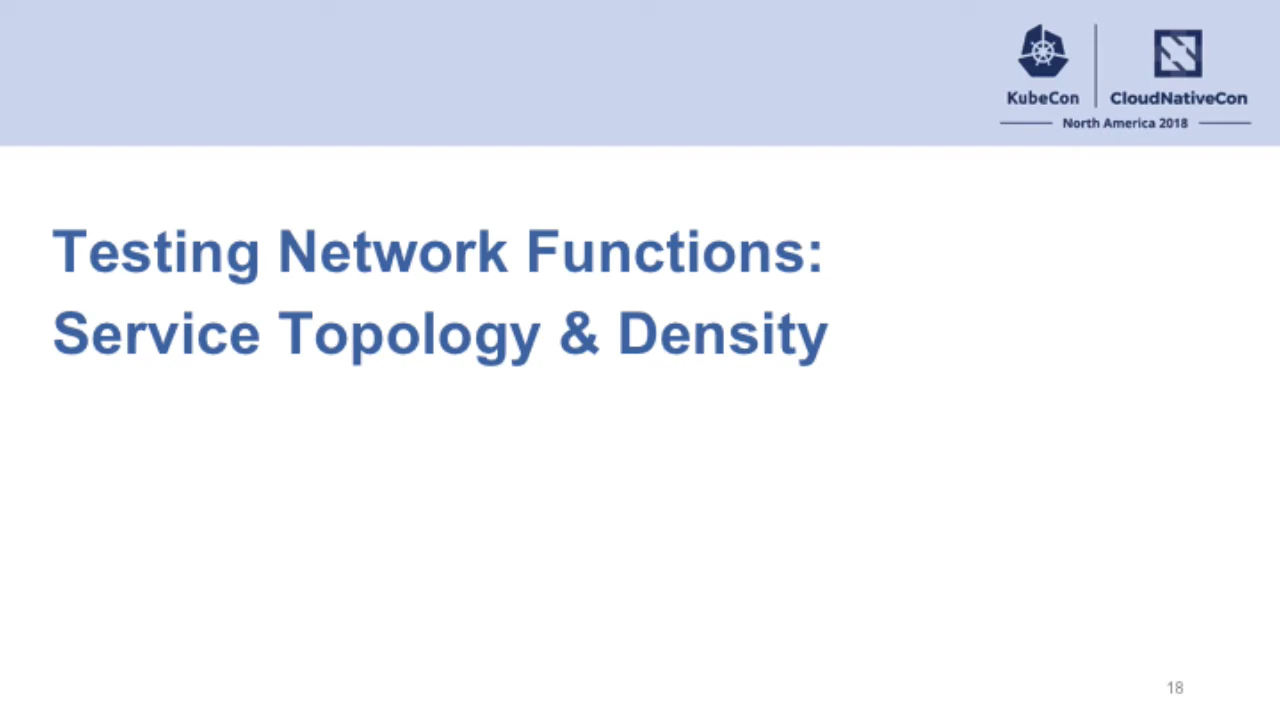 KubeCon
CloudNativeCon
North America 2018
Testing Network Functions:
Service Topology & Density
18